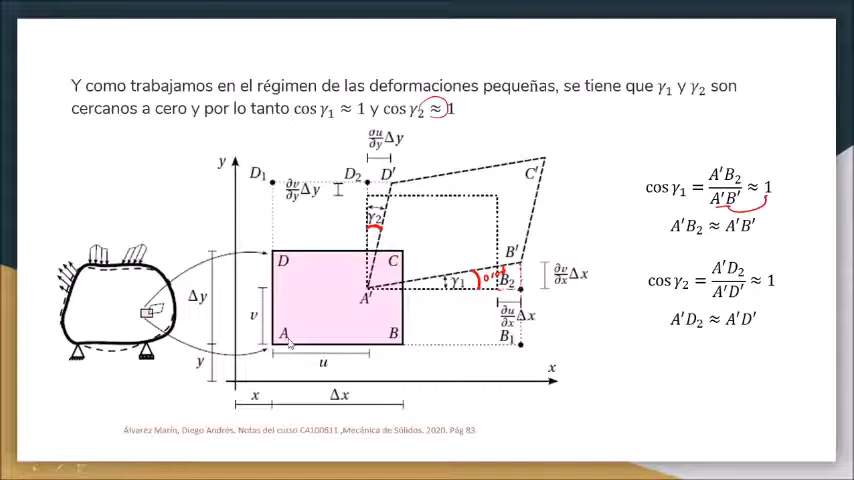 Y como trabajamos en el régimen de las deformaciones pequeñas, se tiene que γ₁ y γ₂ son
cercanos a cero y por lo tanto cos γ₁ ≈ 1 y cos γ₂ ≈ 1
∂u/∂y Δy
y
D₁
D₂
D'
C'
∂v/∂y Δy
γ₂
D
C
B'
A'
γ₁
B₂
∂v/∂x Δx
Δy
v
∂u/∂x Δx
A
B
B₁
y
u
x
x
Δx
cos γ₁ = A'B₂/A'B' ≈ 1
A'B₂ ≈ A'B'
cos γ₂ = A'D₂/A'D' ≈ 1
A'D₂ ≈ A'D'
Álvarez Marín, Diego Andrés. Notas del curso CA100611 ,Mecánica de Sólidos. 2020. Pág 83.